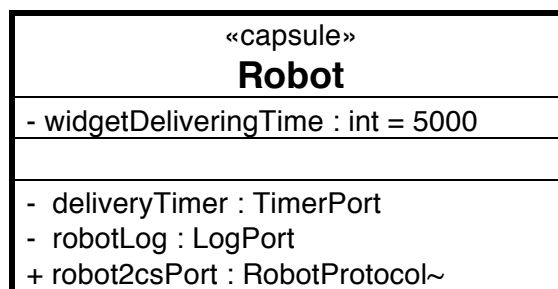 «capsule»
Robot
- widgetDeliveringTime : int = 5000
- deliveryTimer : TimerPort
- robotLog : LogPort
+ robot2csPort : RobotProtocol~